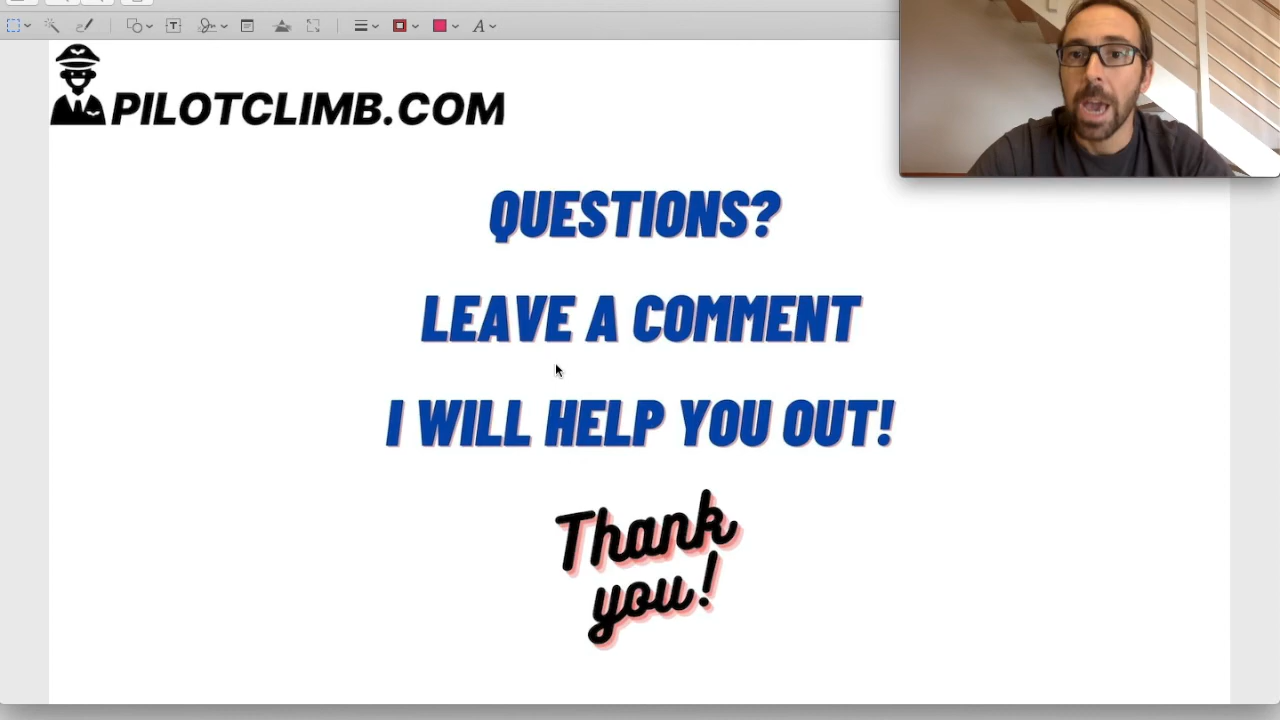 PILOTCLIMB.COM
QUESTIONS?
LEAVE A COMMENT
I WILL HELP YOU OUT!
Thank
you!